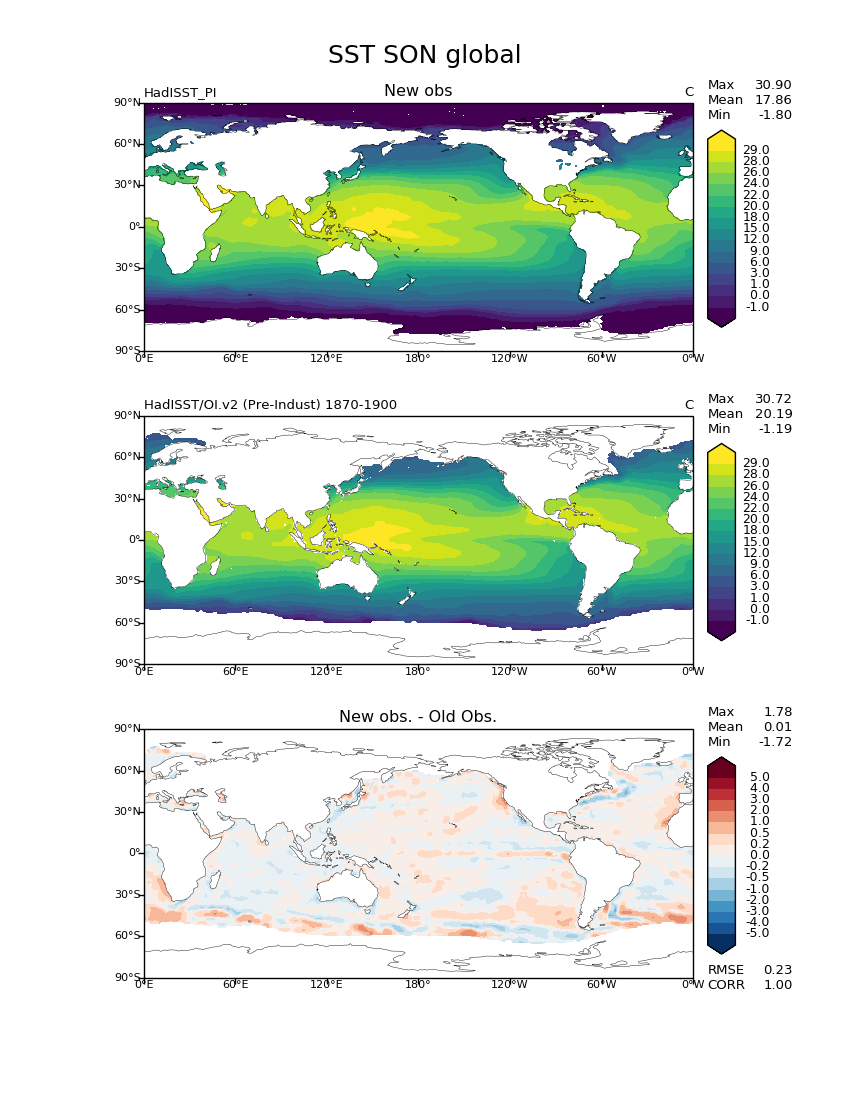 SST SON global
HadISST_PI New obs C
Max 30.90
Mean 17.86
Min -1.80
90°N
60°N
30°N
0°
30°S
60°S
90°S
0°E 60°E 120°E 180° 120°W 60°W 0°W
29.0
28.0
26.0
24.0
22.0
20.0
18.0
15.0
12.0
9.0
6.0
3.0
1.0
0.0
-1.0
HadISST/OI.v2 (Pre-Indust) 1870-1900 C
Max 30.72
Mean 20.19
Min -1.19
90°N
60°N
30°N
0°
30°S
60°S
90°S
0°E 60°E 120°E 180° 120°W 60°W 0°W
29.0
28.0
26.0
24.0
22.0
20.0
18.0
15.0
12.0
9.0
6.0
3.0
1.0
0.0
-1.0
New obs. - Old Obs.
Max 1.78
Mean 0.01
Min -1.72
90°N
60°N
30°N
0°
30°S
60°S
90°S
0°E 60°E 120°E 180° 120°W 60°W 0°W
5.0
4.0
3.0
2.0
1.0
0.5
0.2
0.0
-0.2
-0.5
-1.0
-2.0
-3.0
-4.0
-5.0
RMSE 0.23
CORR 1.00